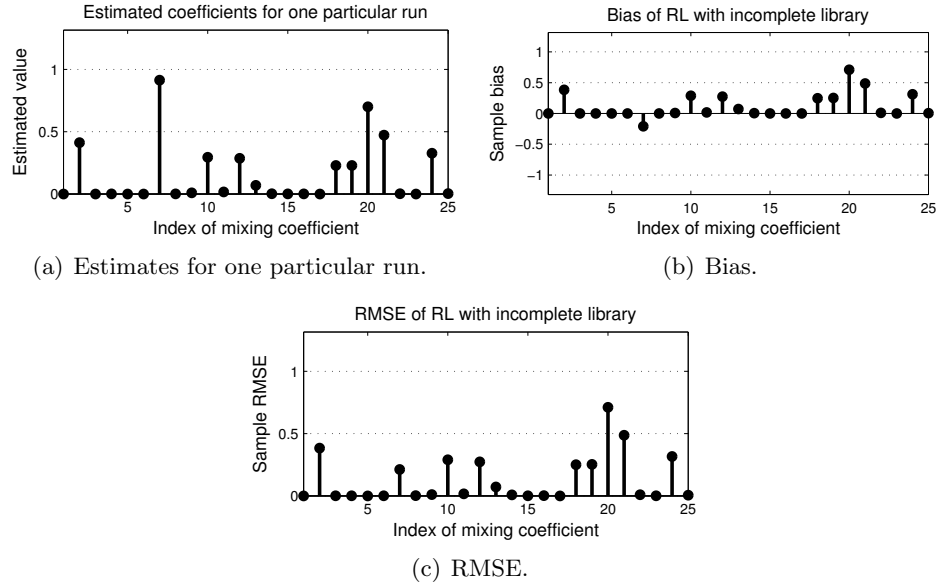 Estimated coefficients for one particular run
Estimated value
1
0.5
0
5 10 15 20 25
Index of mixing coefficient
(a) Estimates for one particular run.
Bias of RL with incomplete library
Sample bias
1
0.5
0
−0.5
−1
5 10 15 20 25
Index of mixing coefficient
(b) Bias.
RMSE of RL with incomplete library
Sample RMSE
1
0.5
0
5 10 15 20 25
Index of mixing coefficient
(c) RMSE.